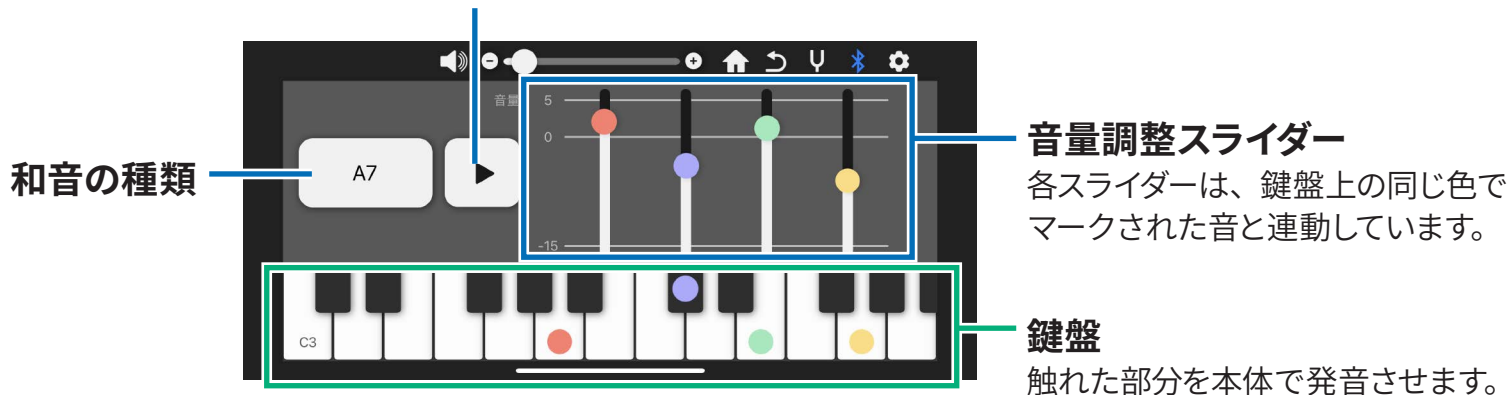 音量
5
0
-15
和音の種類
A7
音量調整スライダー
各スライダーは、鍵盤上の同じ色で
マークされた音と連動しています。
C3
鍵盤
触れた部分を本体で発音させます。